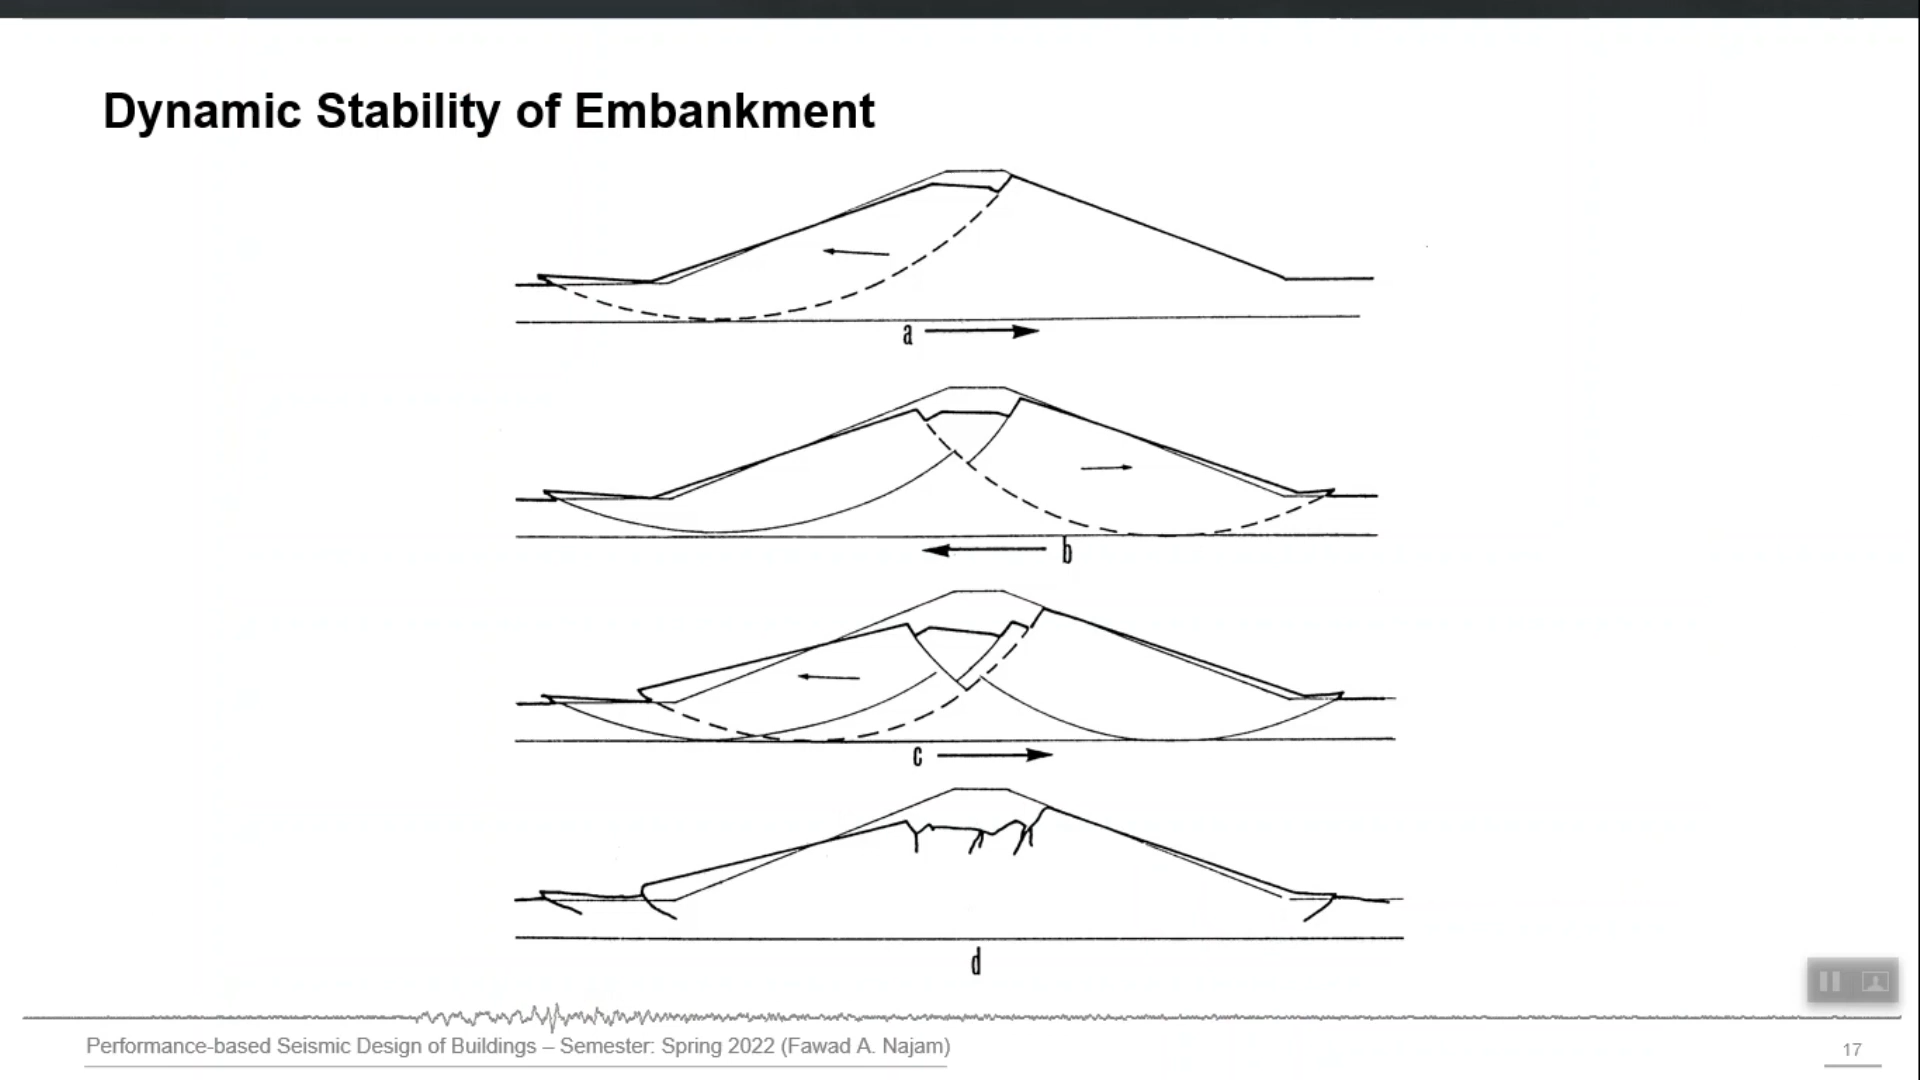 Dynamic Stability of Embankment
a
b
c
d
Performance-based Seismic Design of Buildings – Semester: Spring 2022 (Fawad A. Najam)
17